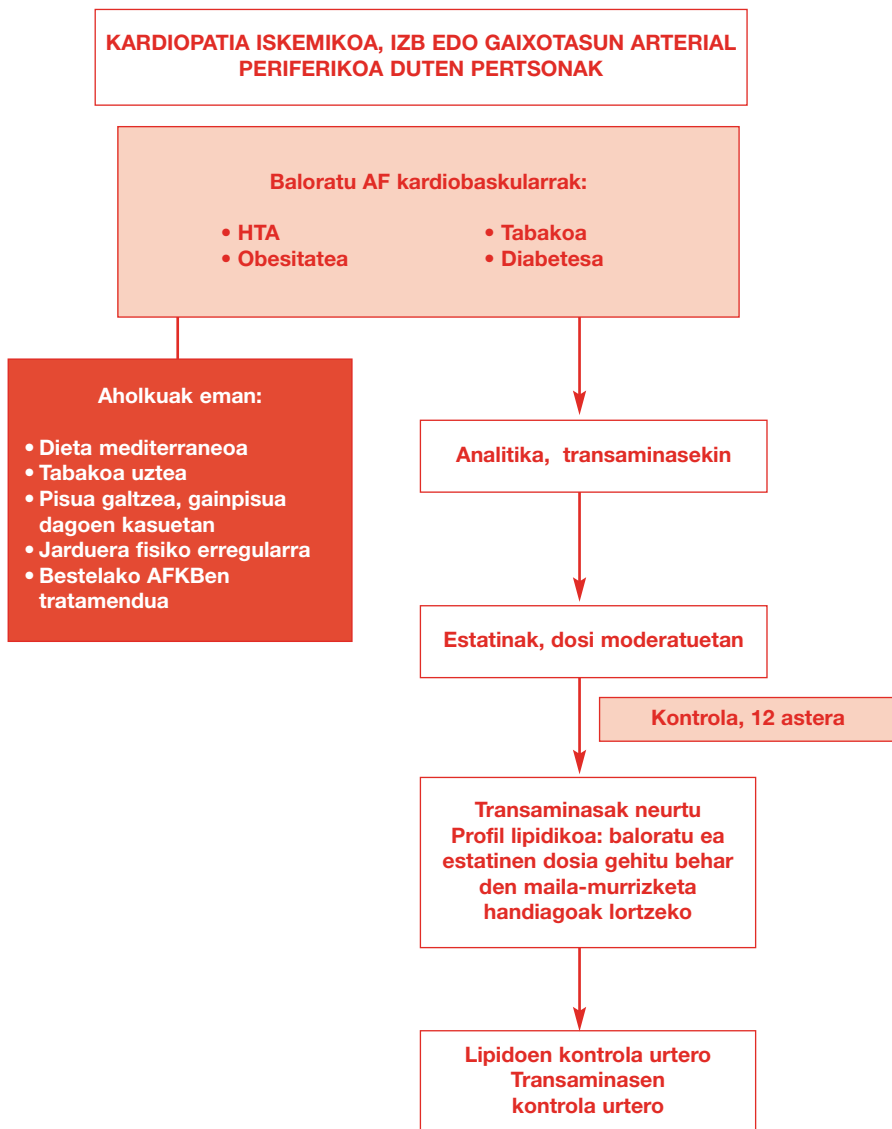 KARDIOPATIA ISKEMIKOA, IZB EDO GAIXOTASUN ARTERIAL
PERIFERIKOA DUTEN PERTSONAK
Baloratu AF kardiobaskularrak:
• HTA
• Obesitatea
• Tabakoa
• Diabetesa
Aholkuak eman:
• Dieta mediterraneoa
• Tabakoa uztea
• Pisua galtzea, gainpisua
dagoen kasuetan
• Jarduera fisiko erregularra
• Bestelako AFKBen
tratamendua
Analitika, transaminasekin
Estatinak, dosi moderatuetan
Kontrola, 12 astera
Transaminasak neurtu
Profil lipidikoa: baloratu ea
estatinen dosia gehitu behar
den maila-murrizketa
handiagoak lortzeko
Lipidoen kontrola urtero
Transaminasen
kontrola urtero